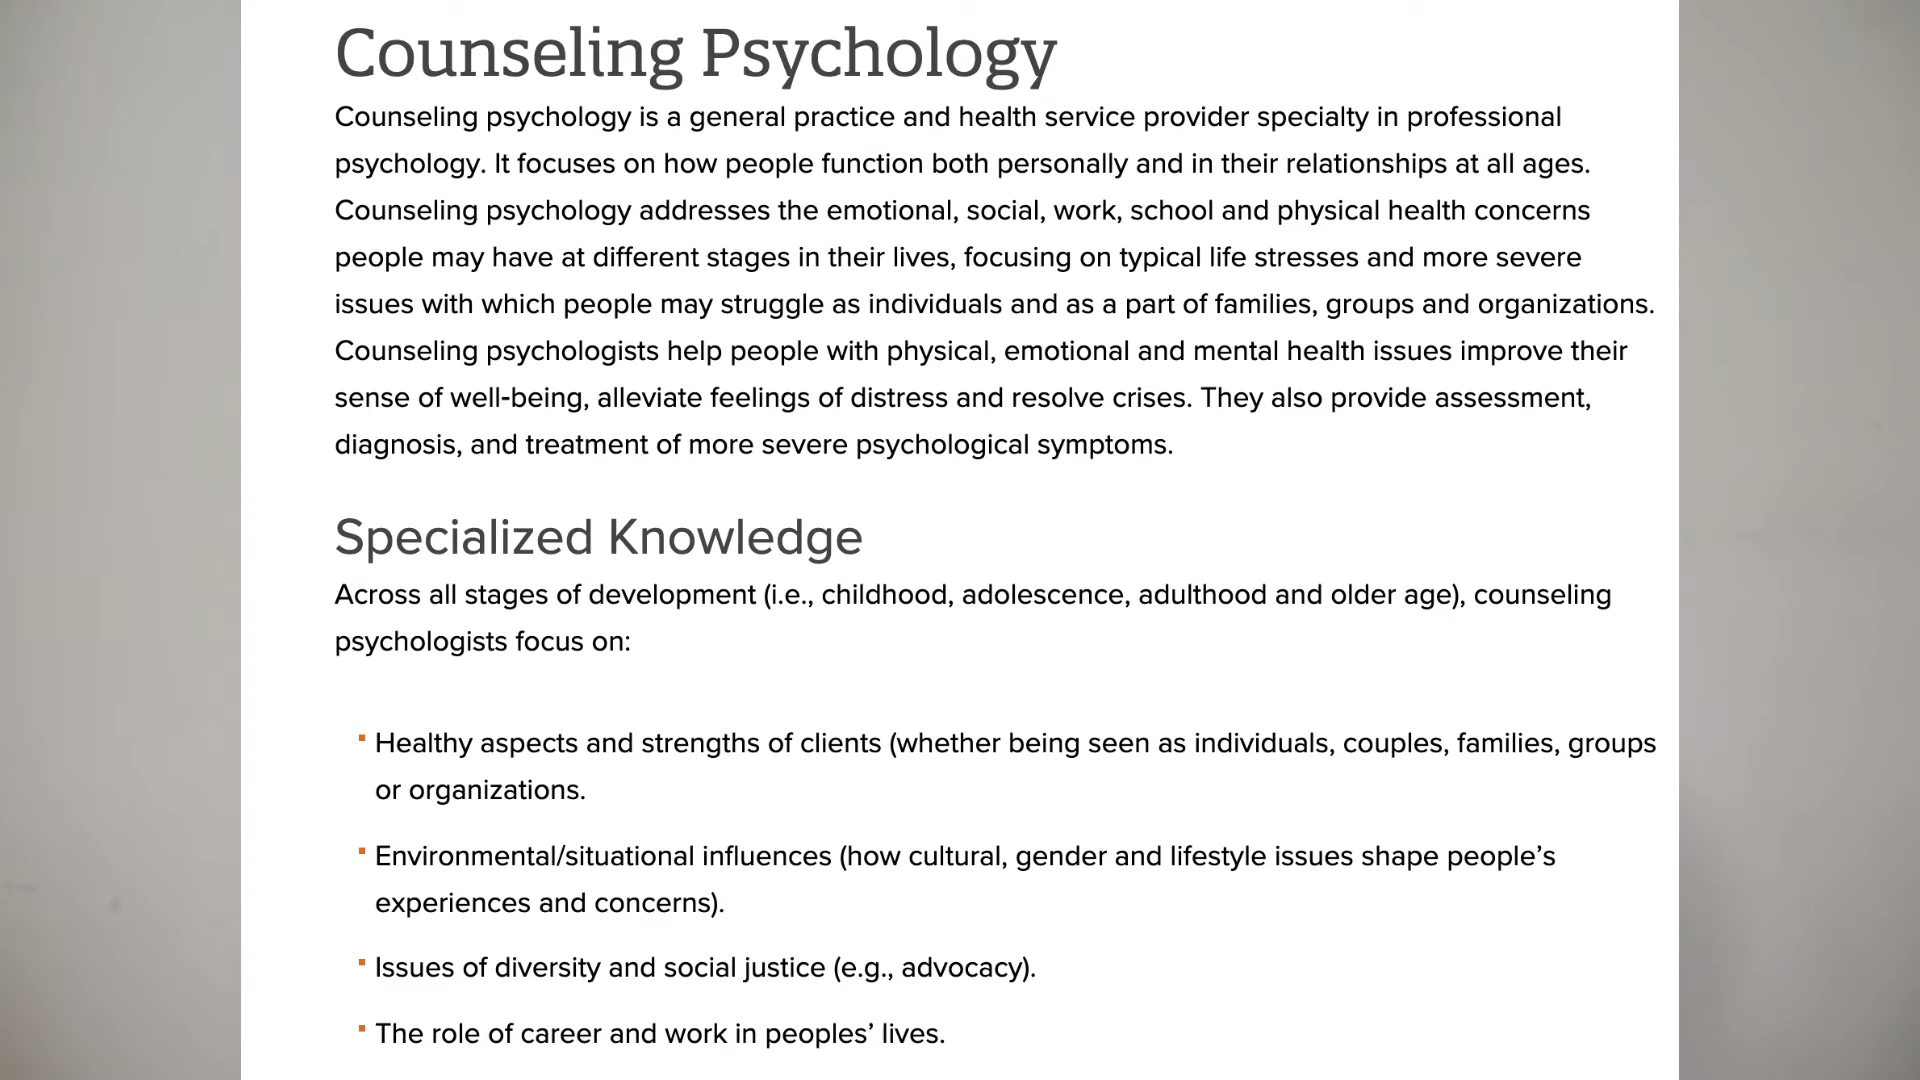 Counseling Psychology
Counseling psychology is a general practice and health service provider specialty in professional
psychology. It focuses on how people function both personally and in their relationships at all ages.
Counseling psychology addresses the emotional, social, work, school and physical health concerns
people may have at different stages in their lives, focusing on typical life stresses and more severe
issues with which people may struggle as individuals and as a part of families, groups and organizations.
Counseling psychologists help people with physical, emotional and mental health issues improve their
sense of well-being, alleviate feelings of distress and resolve crises. They also provide assessment,
diagnosis, and treatment of more severe psychological symptoms.
Specialized Knowledge
Across all stages of development (i.e., childhood, adolescence, adulthood and older age), counseling
psychologists focus on:
Healthy aspects and strengths of clients (whether being seen as individuals, couples, families, groups
or organizations.
Environmental/situational influences (how cultural, gender and lifestyle issues shape people’s
experiences and concerns).
Issues of diversity and social justice (e.g., advocacy).
The role of career and work in peoples’ lives.